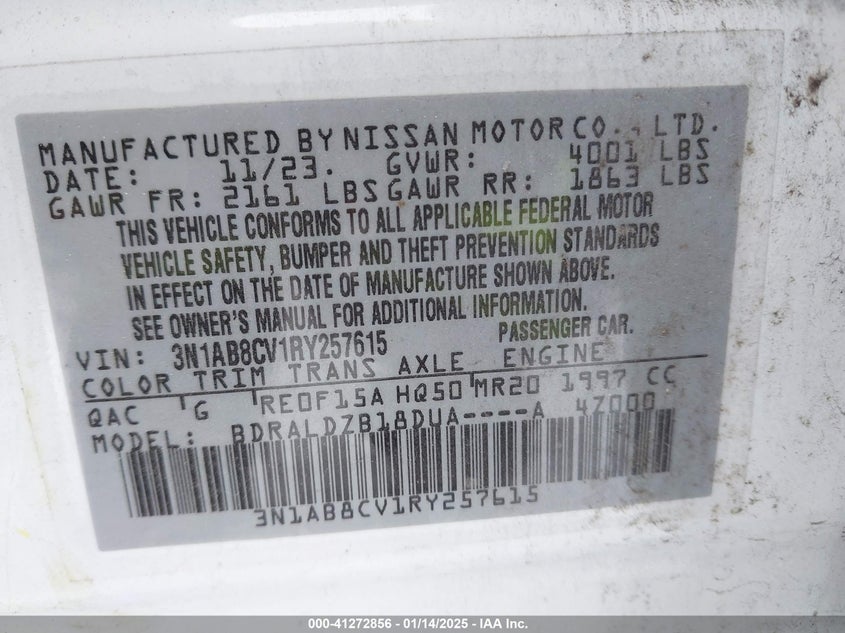 MANUFACTURED BY NISSAN MOTOR CO., LTD.
DATE: 11/23. GVWR: 4001 LBS
GAWR FR: 2161 LBS GAWR RR: 1863 LBS
THIS VEHICLE CONFORMS TO ALL APPLICABLE FEDERAL MOTOR
VEHICLE SAFETY, BUMPER AND THEFT PREVENTION STANDARDS
IN EFFECT ON THE DATE OF MANUFACTURE SHOWN ABOVE.
SEE OWNER'S MANUAL FOR ADDITIONAL INFORMATION.
VIN: 3N1AB8CV1RY257615 PASSENGER CAR.
COLOR TRIM TRANS AXLE ENGINE
QAC G RE0F15A HQ50 MR20 1997 CC
MODEL: BDRALDZB18DUA----A 4Z000
3N1AB8CV1RY257615
000-41272856 - 01/14/2025 - IAA Inc.